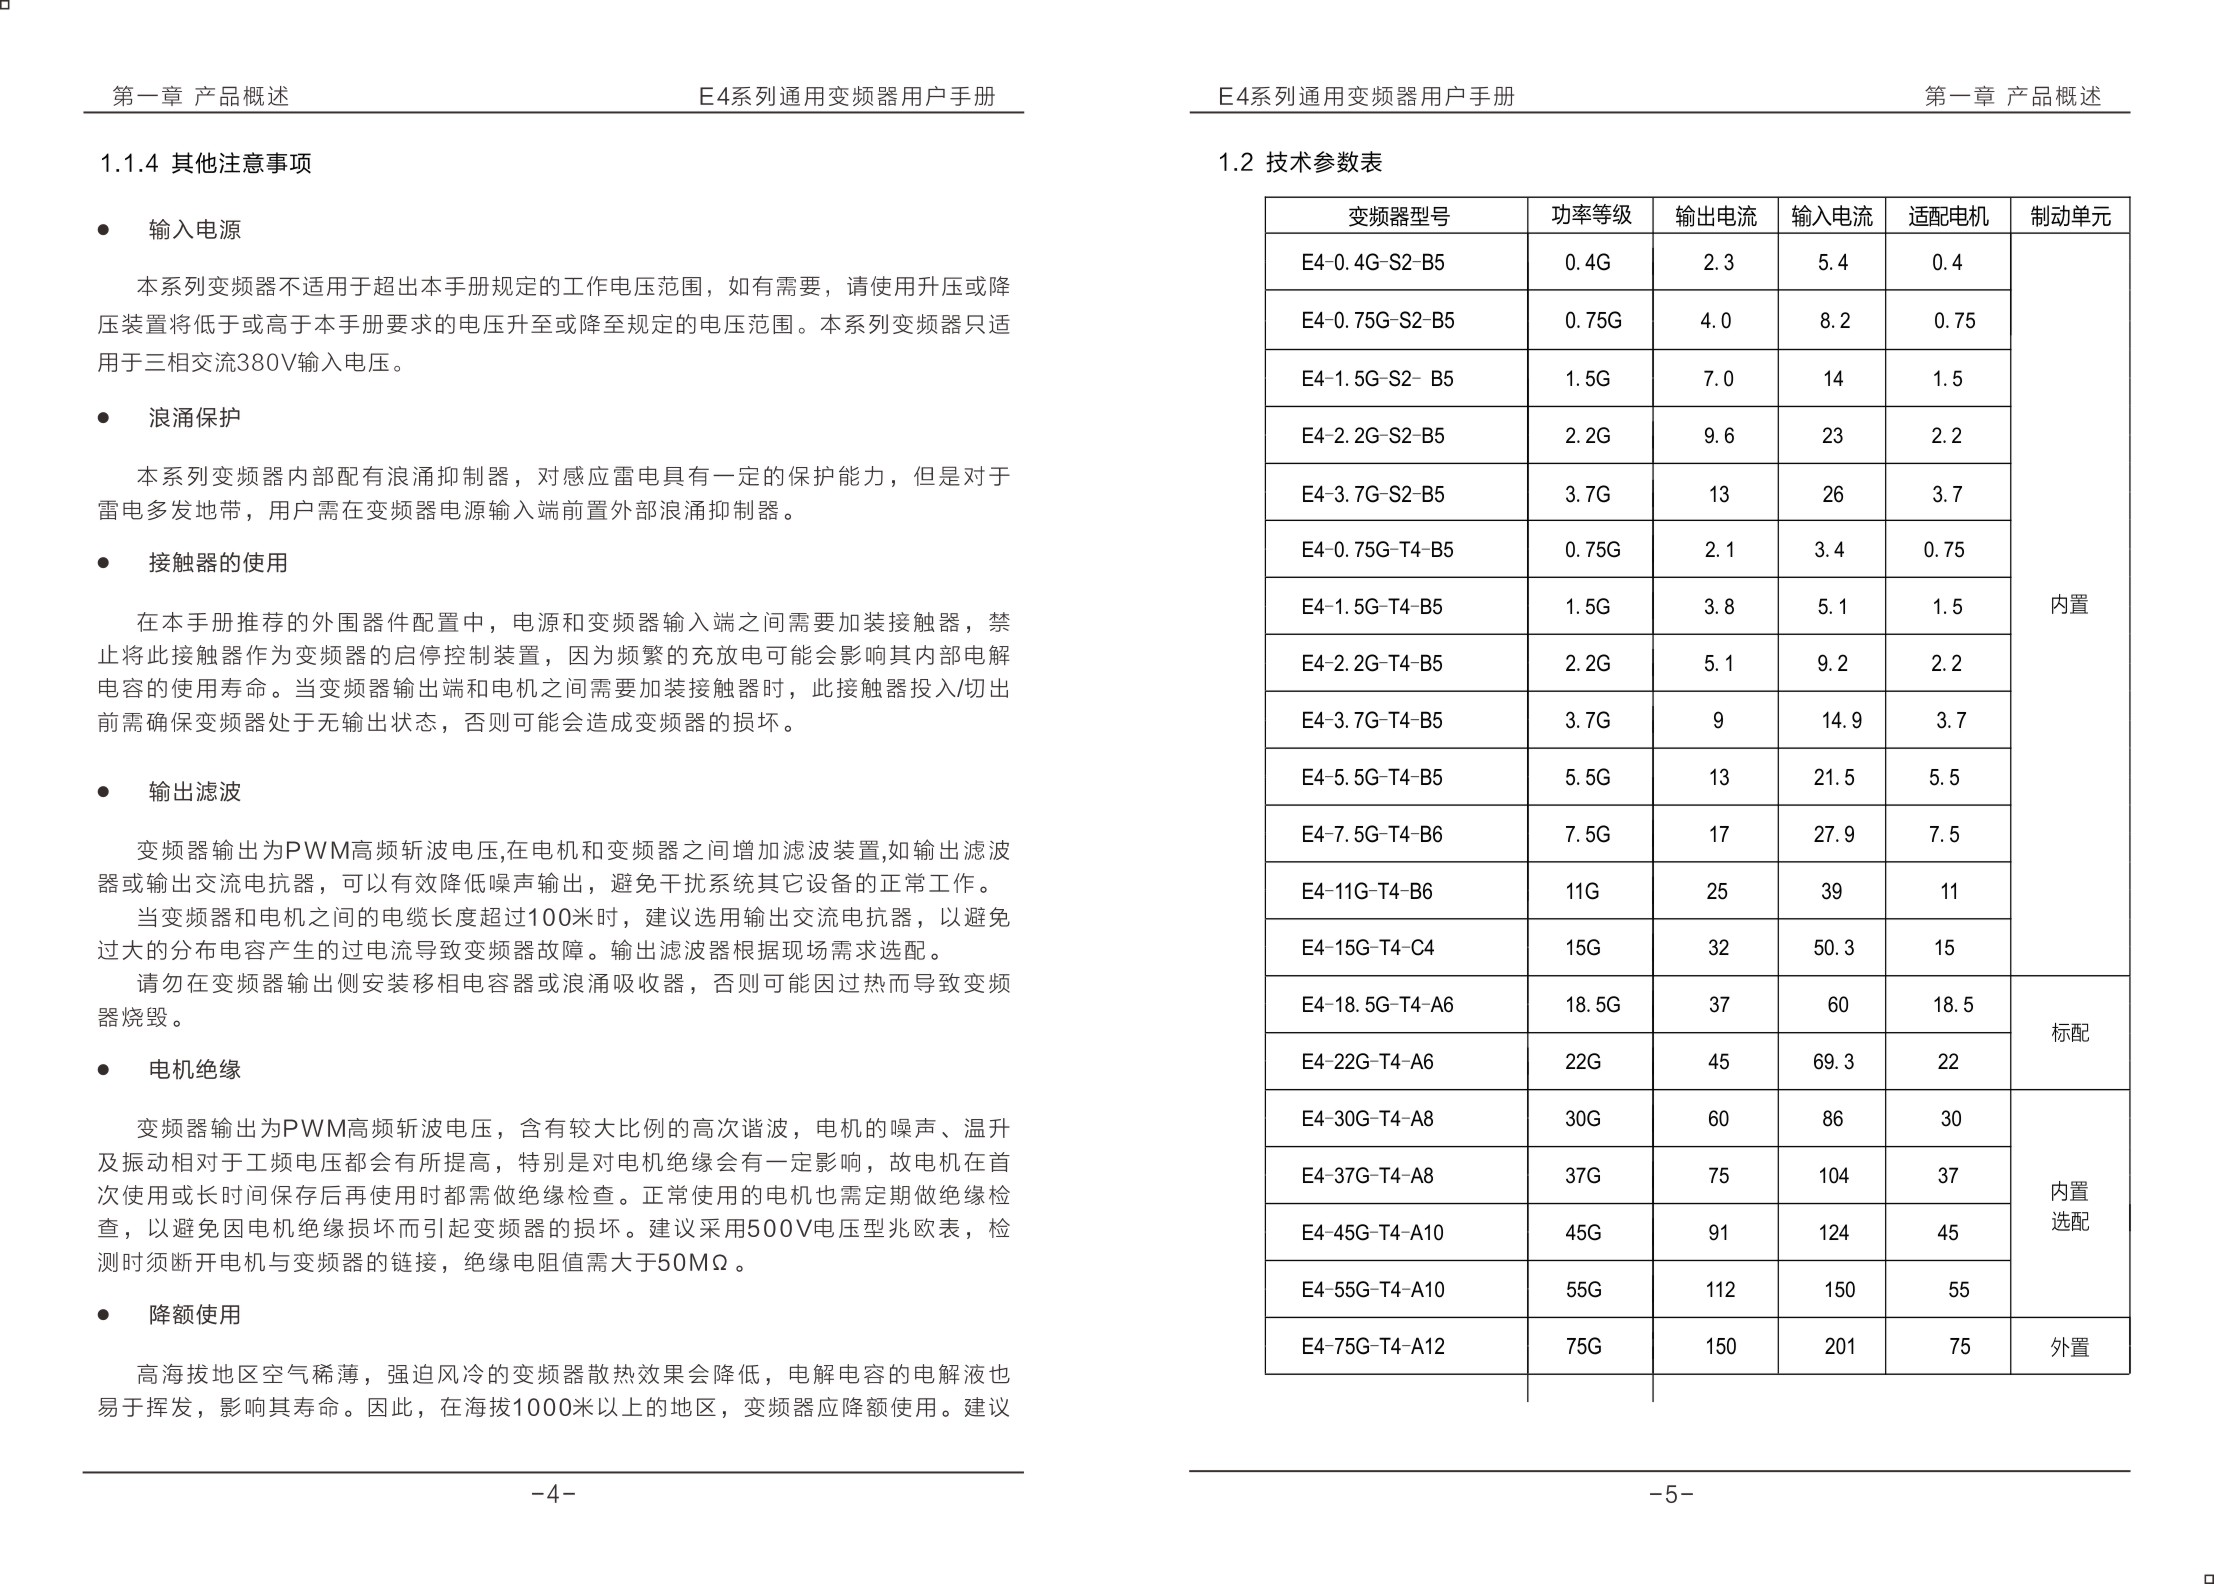 第一章 产品概述 E4系列通用变频器用户手册
1.1.4 其他注意事项
● 输入电源
本系列变频器不适用于超出本手册规定的工作电压范围，如有需要，请使用升压或降
压装置将低于或高于本手册要求的电压升至或降至规定的电压范围。本系列变频器只适
用于三相交流380V输入电压。
● 浪涌保护
本系列变频器内部配有浪涌抑制器，对感应雷电具有一定的保护能力，但是对于
雷电多发地带，用户需在变频器电源输入端前置外部浪涌抑制器。
● 接触器的使用
在本手册推荐的外围器件配置中，电源和变频器输入端之间需要加装接触器，禁
止将此接触器作为变频器的启停控制装置，因为频繁的充放电可能会影响其内部电解
电容的使用寿命。当变频器输出端和电机之间需要加装接触器时，此接触器投入/切出
前需确保变频器处于无输出状态，否则可能会造成变频器的损坏。
● 输出滤波
变频器输出为PWM高频斩波电压,在电机和变频器之间增加滤波装置,如输出滤波
器或输出交流电抗器，可以有效降低噪声输出，避免干扰系统其它设备的正常工作。
当变频器和电机之间的电缆长度超过100米时，建议选用输出交流电抗器，以避免
过大的分布电容产生的过电流导致变频器故障。输出滤波器根据现场需求选配。
请勿在变频器输出侧安装移相电容器或浪涌吸收器，否则可能因过热而导致变频
器烧毁。
● 电机绝缘
变频器输出为PWM高频斩波电压，含有较大比例的高次谐波，电机的噪声、温升
及振动相对于工频电压都会有所提高，特别是对电机绝缘会有一定影响，故电机在首
次使用或长时间保存后再使用时都需做绝缘检查。正常使用的电机也需定期做绝缘检
查，以避免因电机绝缘损坏而引起变频器的损坏。建议采用500V电压型兆欧表，检
测时须断开电机与变频器的链接，绝缘电阻值需大于50MΩ。
● 降额使用
高海拔地区空气稀薄，强迫风冷的变频器散热效果会降低，电解电容的电解液也
易于挥发，影响其寿命。因此，在海拔1000米以上的地区，变频器应降额使用。建议
-4-
E4系列通用变频器用户手册 第一章 产品概述
1.2 技术参数表
变频器型号 功率等级 输出电流 输入电流 适配电机 制动单元
E4-0.4G-S2-B5 0.4G 2.3 5.4 0.4
E4-0.75G-S2-B5 0.75G 4.0 8.2 0.75
E4-1.5G-S2- B5 1.5G 7.0 14 1.5
E4-2.2G-S2-B5 2.2G 9.6 23 2.2
E4-3.7G-S2-B5 3.7G 13 26 3.7
E4-0.75G-T4-B5 0.75G 2.1 3.4 0.75
E4-1.5G-T4-B5 1.5G 3.8 5.1 1.5 内置
E4-2.2G-T4-B5 2.2G 5.1 9.2 2.2
E4-3.7G-T4-B5 3.7G 9 14.9 3.7
E4-5.5G-T4-B5 5.5G 13 21.5 5.5
E4-7.5G-T4-B6 7.5G 17 27.9 7.5
E4-11G-T4-B6 11G 25 39 11
E4-15G-T4-C4 15G 32 50.3 15
E4-18.5G-T4-A6 18.5G 37 60 18.5
标配
E4-22G-T4-A6 22G 45 69.3 22
E4-30G-T4-A8 30G 60 86 30
E4-37G-T4-A8 37G 75 104 37
内置
选配
E4-45G-T4-A10 45G 91 124 45
E4-55G-T4-A10 55G 112 150 55
E4-75G-T4-A12 75G 150 201 75 外置
-5-